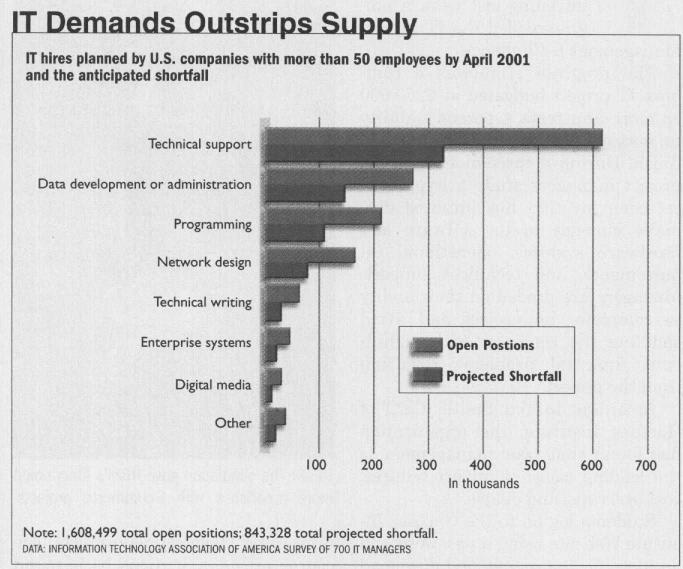 IT Demands Outstrips Supply
IT hires planned by U.S. companies with more than 50 employees by April 2001
and the anticipated shortfall
Technical support
Data development or administration
Programming
Network design
Technical writing
Enterprise systems
Digital media
Other
Open Postions
Projected Shortfall
100 200 300 400 500 600 700
In thousands
Note: 1,608,499 total open positions; 843,328 total projected shortfall.
DATA: INFORMATION TECHNOLOGY ASSOCIATION OF AMERICA SURVEY OF 700 IT MANAGERS